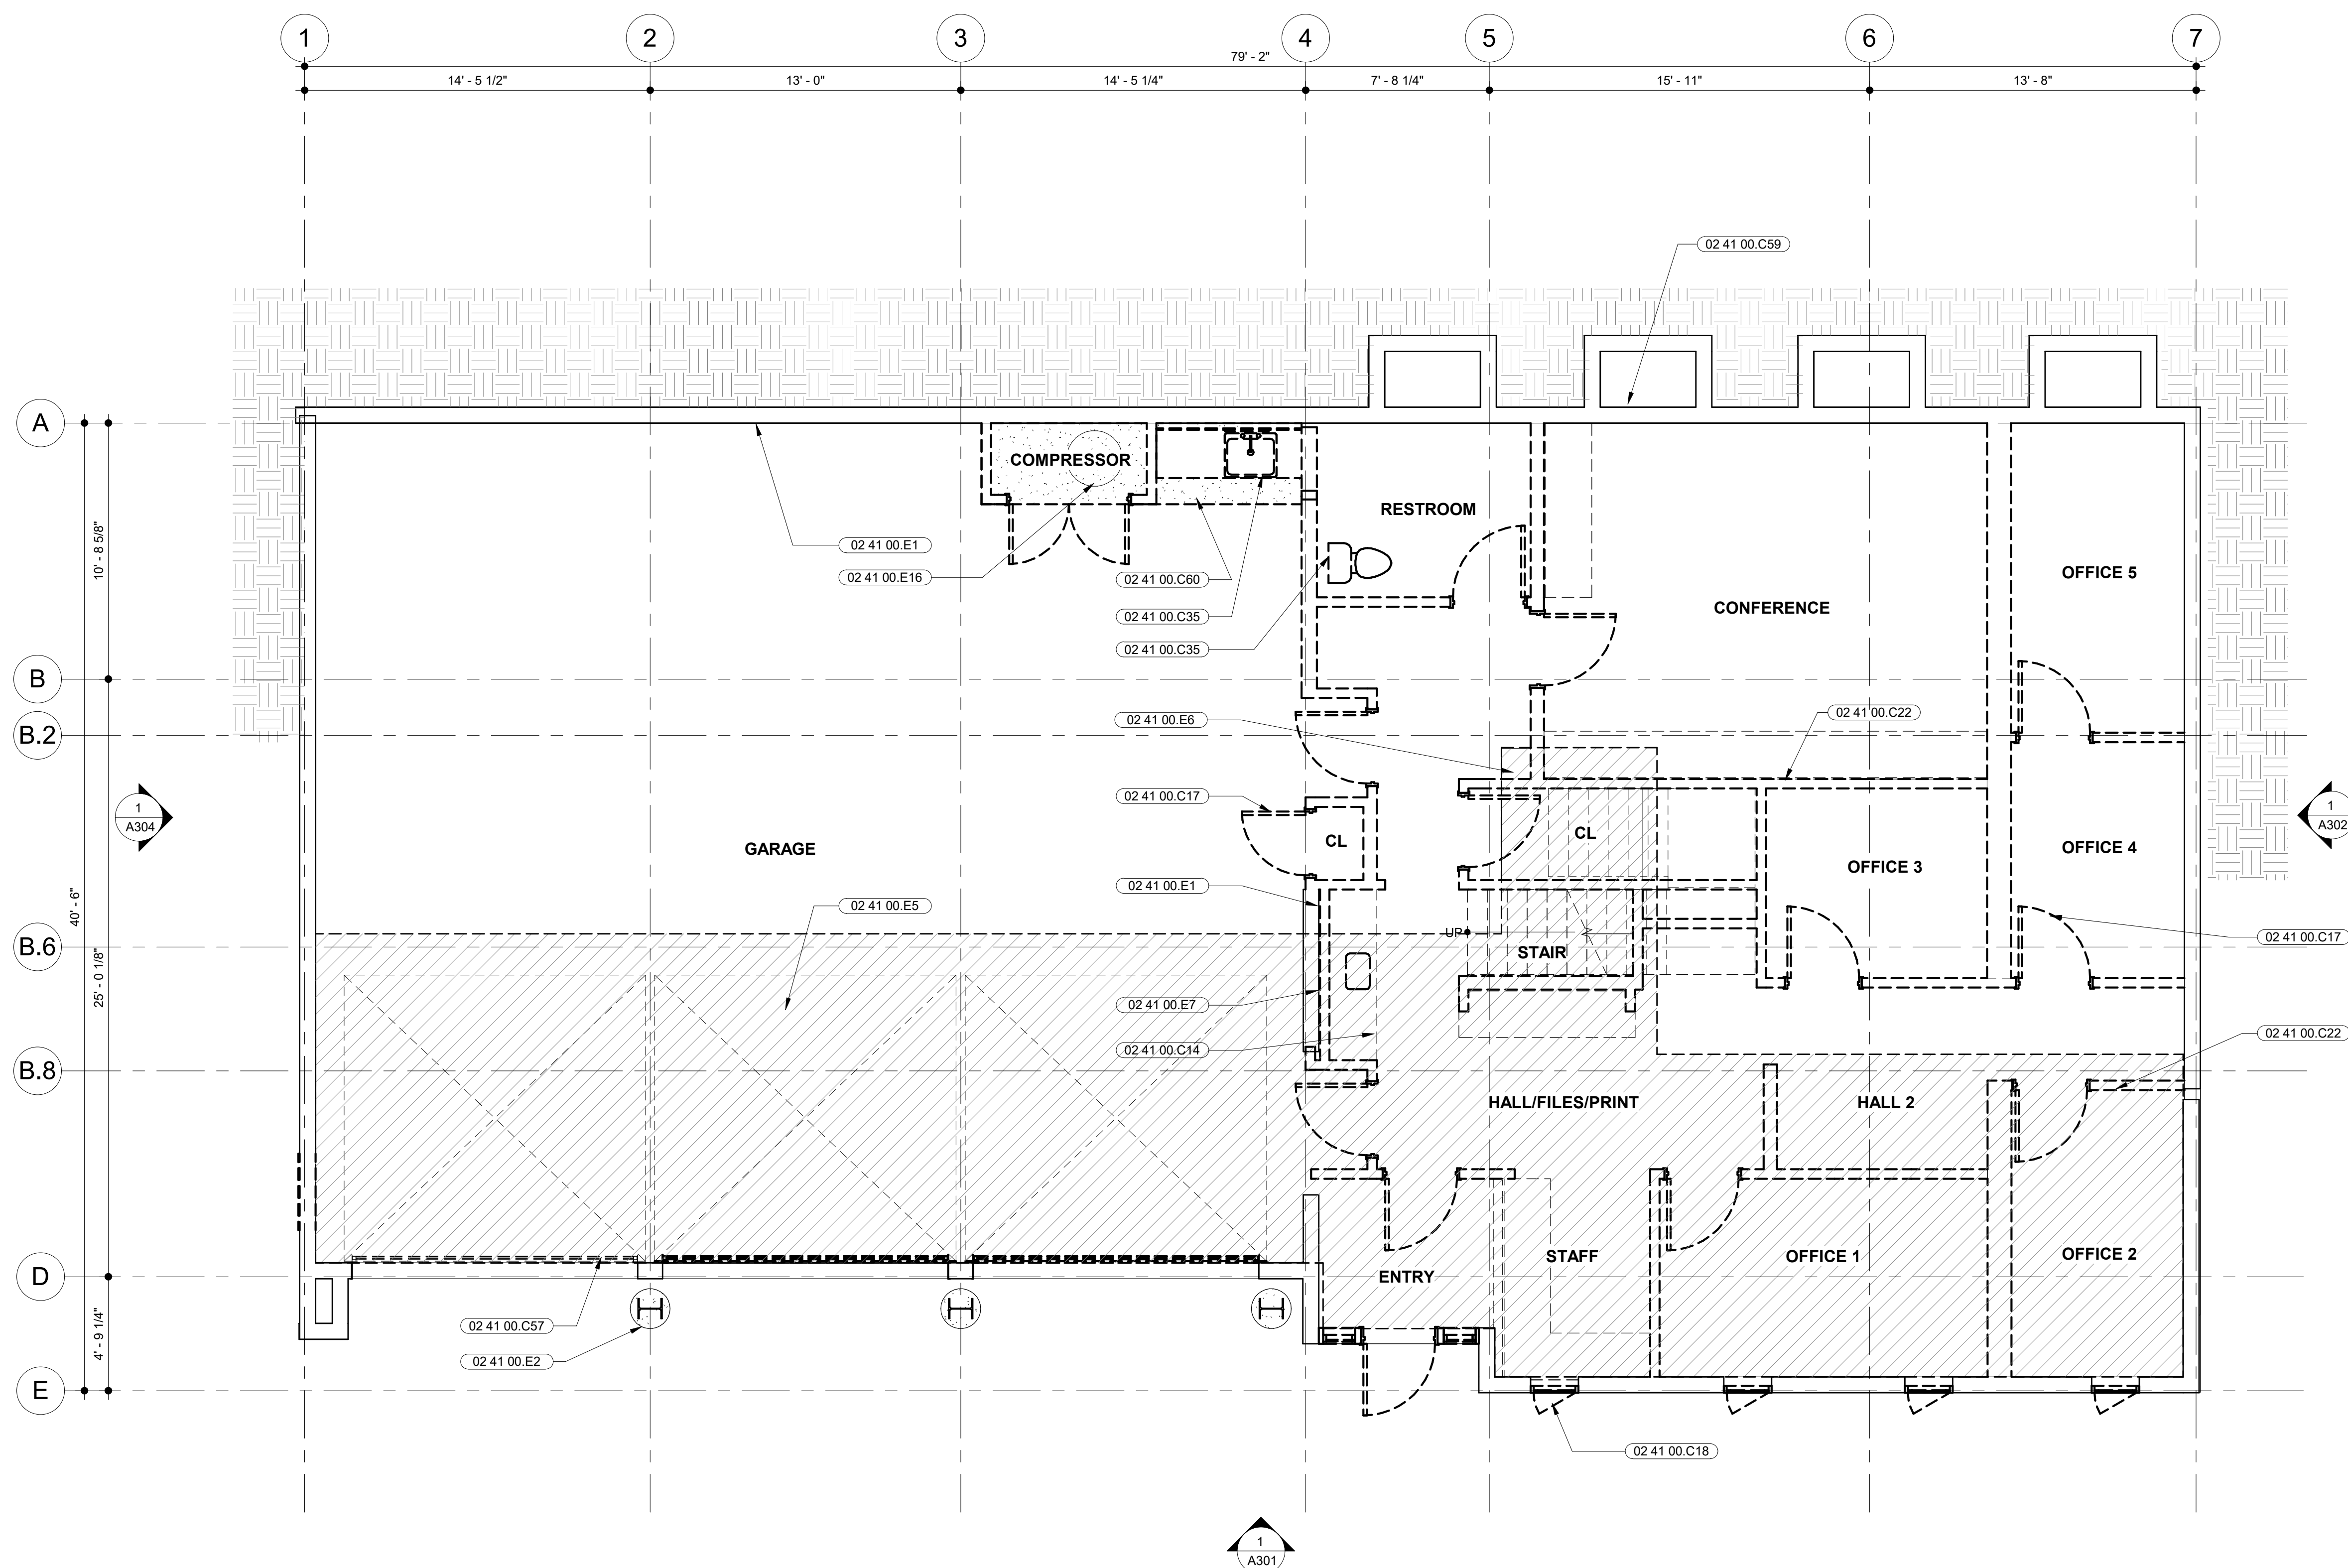 1
2
3
4
5
6
7
79' - 2"
14' - 5 1/2"
13' - 0"
14' - 5 1/4"
7' - 8 1/4"
15' - 11"
13' - 8"
02 41 00.C59
A
COMPRESSOR
RESTROOM
02 41 00.E1
10' - 8 5/8"
OFFICE 5
02 41 00.E16
02 41 00.C60
CONFERENCE
02 41 00.C35
02 41 00.C35
B
02 41 00.E6
02 41 00.C22
B.2
02 41 00.C17
1
A304
1
A302
CL
CL
GARAGE
OFFICE 4
OFFICE 3
02 41 00.E1
40' - 6"
02 41 00.E5
UP
02 41 00.C17
B.6
STAIR
25' - 0 1/8"
02 41 00.E7
02 41 00.C22
02 41 00.C14
B.8
HALL/FILES/PRINT
HALL 2
STAFF
OFFICE 1
OFFICE 2
D
ENTRY
02 41 00.C57
4' - 9 1/4"
02 41 00.E2
E
02 41 00.C18
1
A301